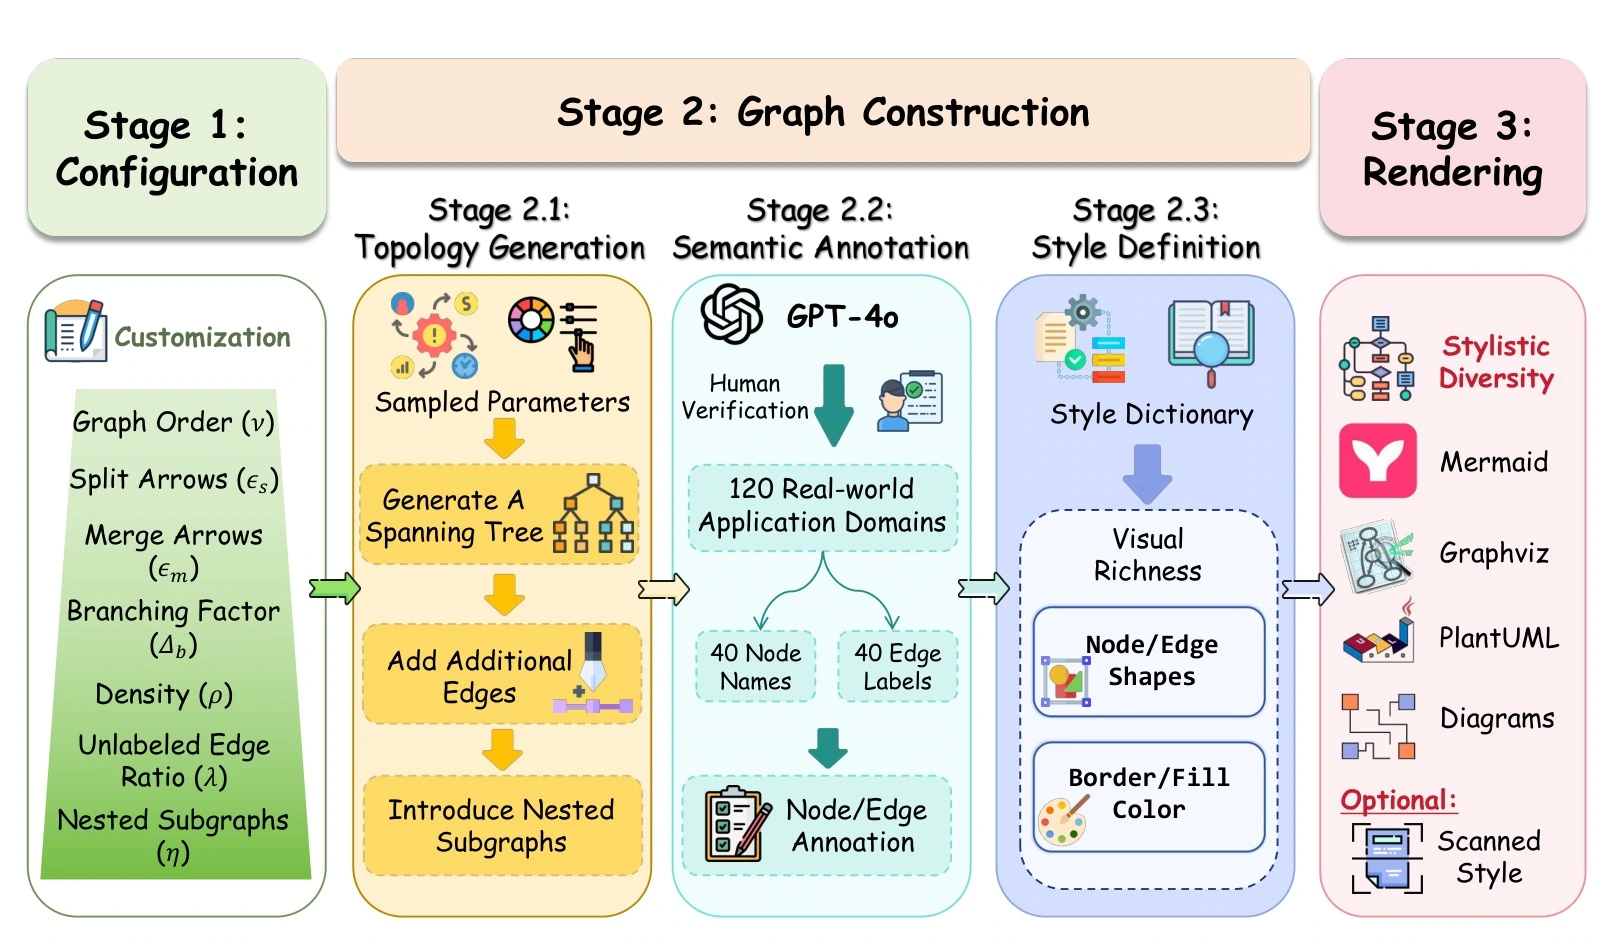 Stage 1:
Configuration
Stage 2: Graph Construction
Stage 3:
Rendering
Stage 2.1:
Topology Generation
Stage 2.2:
Semantic Annotation
Stage 2.3:
Style Definition
Customization
Graph Order (ν)
Split Arrows (ϵₛ)
Merge Arrows
(ϵₘ)
Branching Factor
(Δ_b)
Density (ρ)
Unlabeled Edge
Ratio (λ)
Nested Subgraphs
(η)
Sampled Parameters
Generate A
Spanning Tree
Add Additional
Edges
Introduce Nested
Subgraphs
GPT-4o
Human
Verification
120 Real-world
Application Domains
40 Node
Names
40 Edge
Labels
Node/Edge
Annoation
Style Dictionary
Visual
Richness
Node/Edge
Shapes
Border/Fill
Color
Stylistic
Diversity
Mermaid
Graphviz
PlantUML
Diagrams
Optional:
Scanned
Style